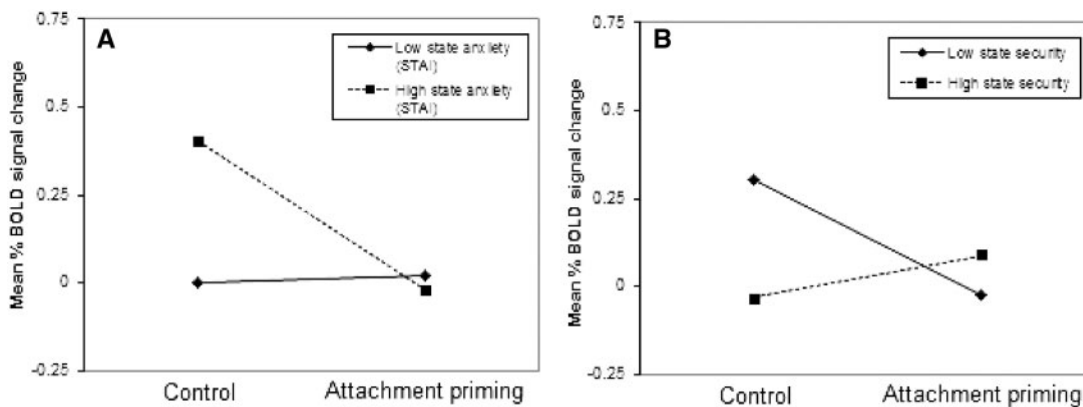 A
Low state anxiety
(STAI)
High state anxiety
(STAI)
Mean % BOLD signal change
0.75
0.5
0.25
0
-0.25
Control
Attachment priming
B
Low state security
High state security
Mean % BOLD signal change
0.75
0.5
0.25
0
-0.25
Control
Attachment priming